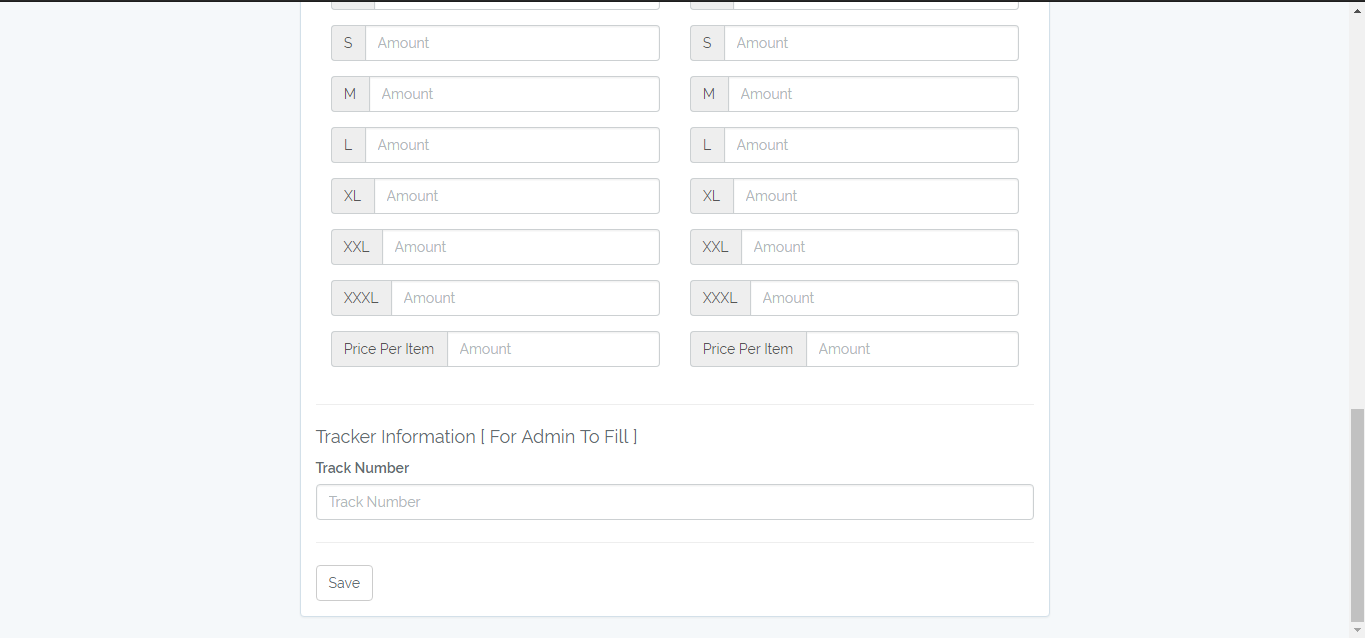 S Amount S Amount
M Amount M Amount
L Amount L Amount
XL Amount XL Amount
XXL Amount XXL Amount
XXXL Amount XXXL Amount
Price Per Item Amount Price Per Item Amount
Tracker Information [ For Admin To Fill ]
Track Number
Track Number
Save